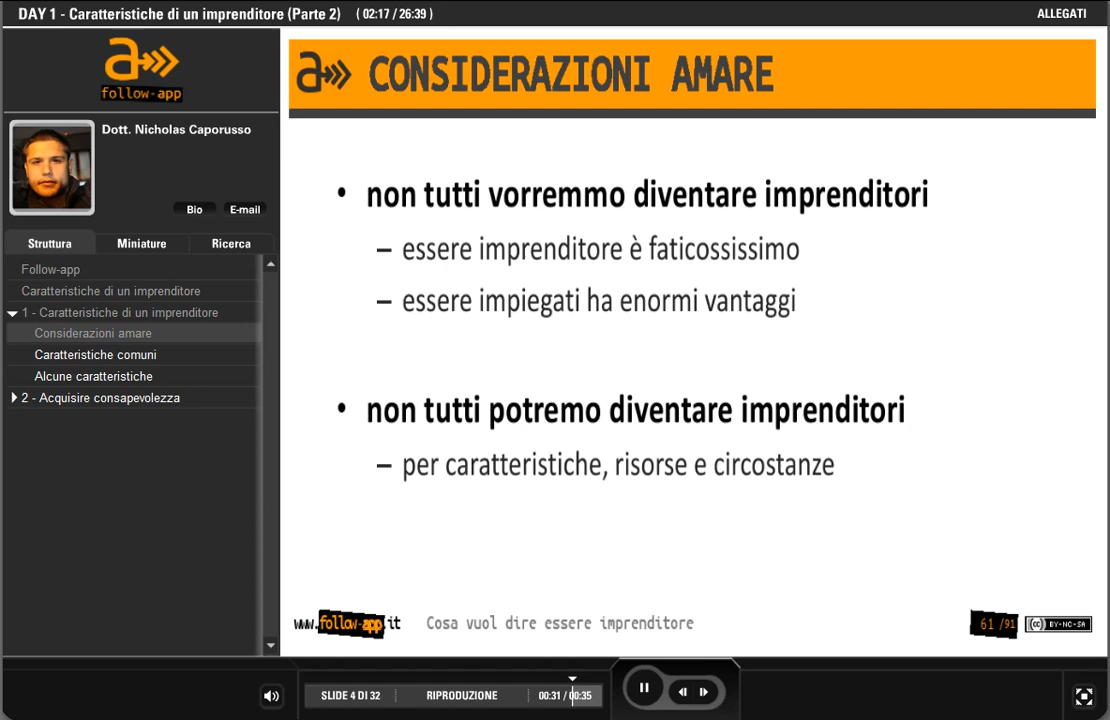 DAY 1 - Caratteristiche di un imprenditore (Parte 2) ( 02:17 / 26:39 )
ALLEGATI
a
follow-app
Dott. Nicholas Caporusso
Bio
E-mail
Struttura
Miniature
Ricerca
Follow-app
Caratteristiche di un imprenditore
1 - Caratteristiche di un imprenditore
Considerazioni amare
Caratteristiche comuni
Alcune caratteristiche
2 - Acquisire consapevolezza
a CONSIDERAZIONI AMARE
• non tutti vorremmo diventare imprenditori
– essere imprenditore è faticossissimo
– essere impiegati ha enormi vantaggi
• non tutti potremo diventare imprenditori
– per caratteristiche, risorse e circostanze
www.follow-app.it
Cosa vuol dire essere imprenditore
61 /91
cc BY-NC-SA
SLIDE 4 DI 32
RIPRODUZIONE
00:31 / 00:35